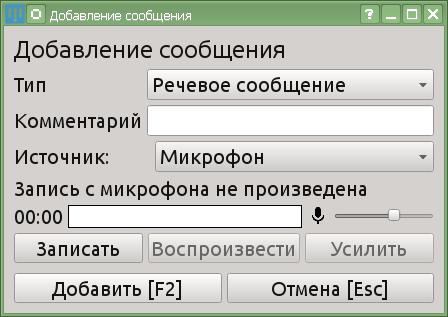 Добавление сообщения
Добавление сообщения
Тип Речевое сообщение
Комментарий
Источник: Микрофон
Запись с микрофона не произведена
00:00
Записать Воспроизвести Усилить
Добавить [F2] Отмена [Esc]